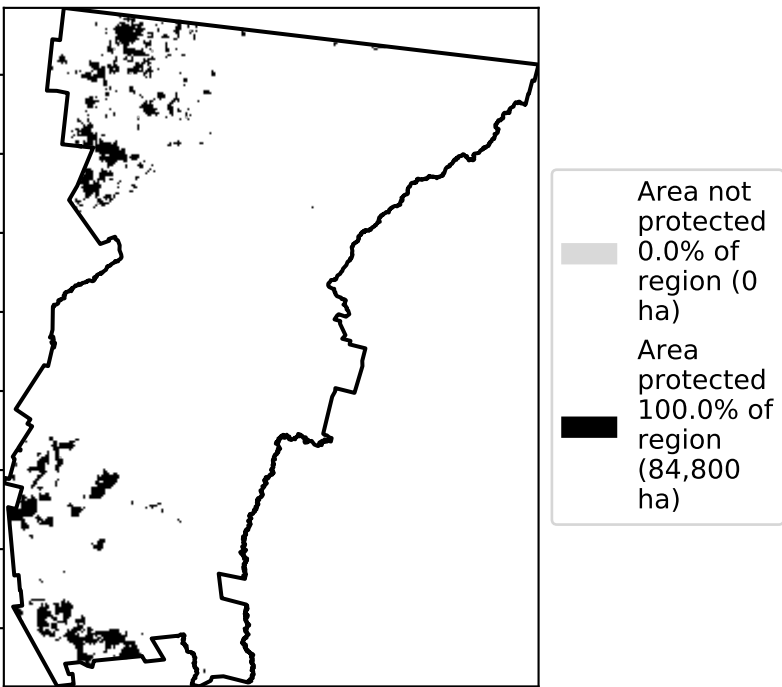 Area not
protected
0.0% of
region (0
ha)
Area
protected
100.0% of
region
(84,800
ha)